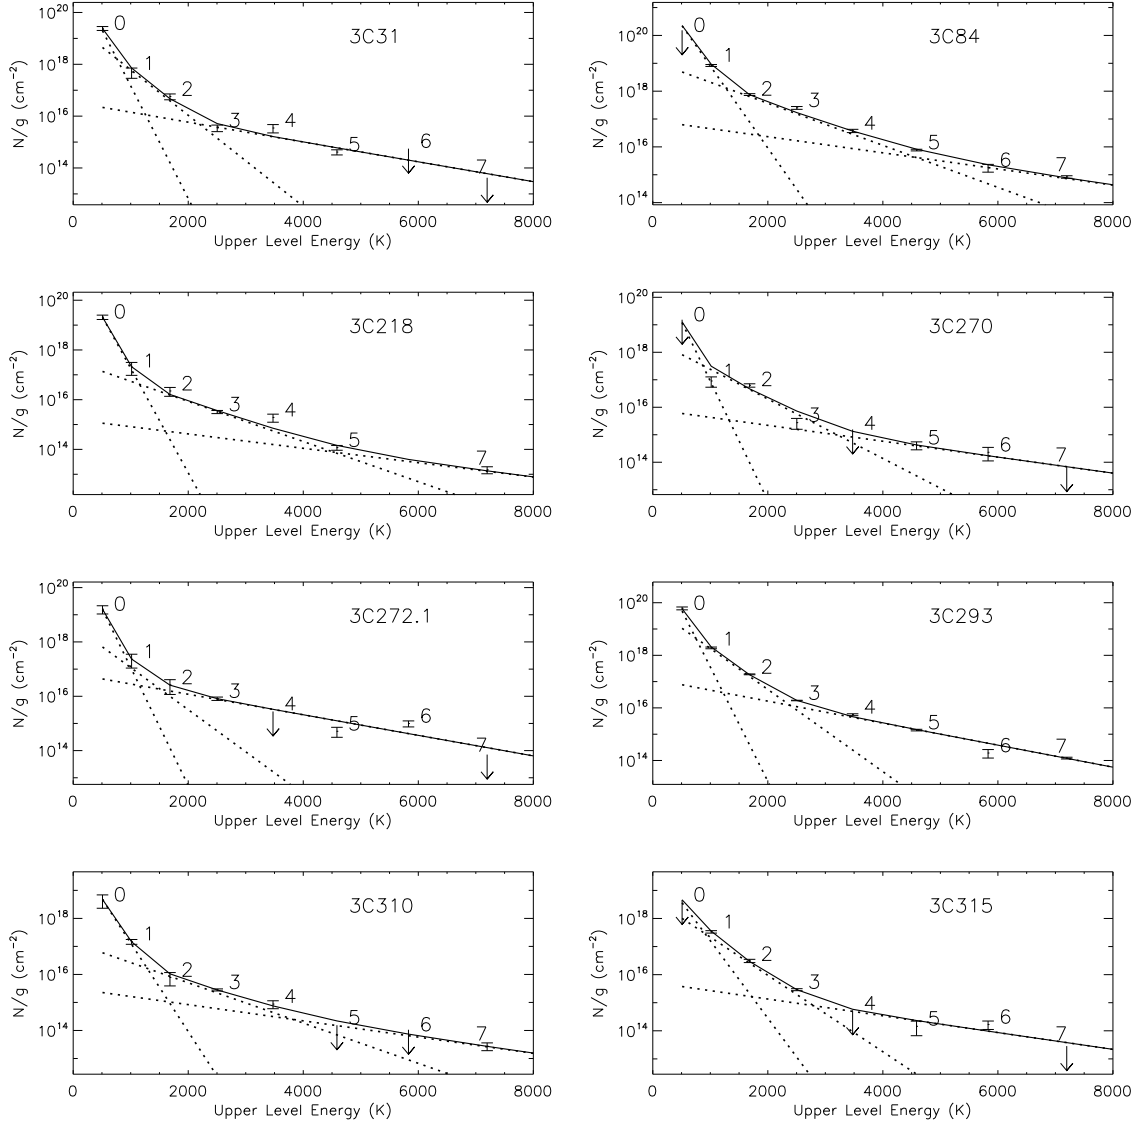 3C31
N/g (cm⁻²)
10²⁰
10¹⁸
10¹⁶
10¹⁴
0 1 2 3 4 5 6 7
0 2000 4000 6000 8000
Upper Level Energy (K)
3C84
N/g (cm⁻²)
10²⁰
10¹⁸
10¹⁶
10¹⁴
0 1 2 3 4 5 6 7
0 2000 4000 6000 8000
Upper Level Energy (K)
3C218
N/g (cm⁻²)
10²⁰
10¹⁸
10¹⁶
10¹⁴
0 1 2 3 4 5 7
0 2000 4000 6000 8000
Upper Level Energy (K)
3C270
N/g (cm⁻²)
10²⁰
10¹⁸
10¹⁶
10¹⁴
0 1 2 3 4 5 6 7
0 2000 4000 6000 8000
Upper Level Energy (K)
3C272.1
N/g (cm⁻²)
10²⁰
10¹⁸
10¹⁶
10¹⁴
0 1 2 3 4 5 6 7
0 2000 4000 6000 8000
Upper Level Energy (K)
3C293
N/g (cm⁻²)
10²⁰
10¹⁸
10¹⁶
10¹⁴
0 1 2 3 4 5 6 7
0 2000 4000 6000 8000
Upper Level Energy (K)
3C310
N/g (cm⁻²)
10¹⁸
10¹⁶
10¹⁴
0 1 2 3 4 5 6 7
0 2000 4000 6000 8000
Upper Level Energy (K)
3C315
N/g (cm⁻²)
10¹⁸
10¹⁶
10¹⁴
0 1 2 3 4 5 6 7
0 2000 4000 6000 8000
Upper Level Energy (K)